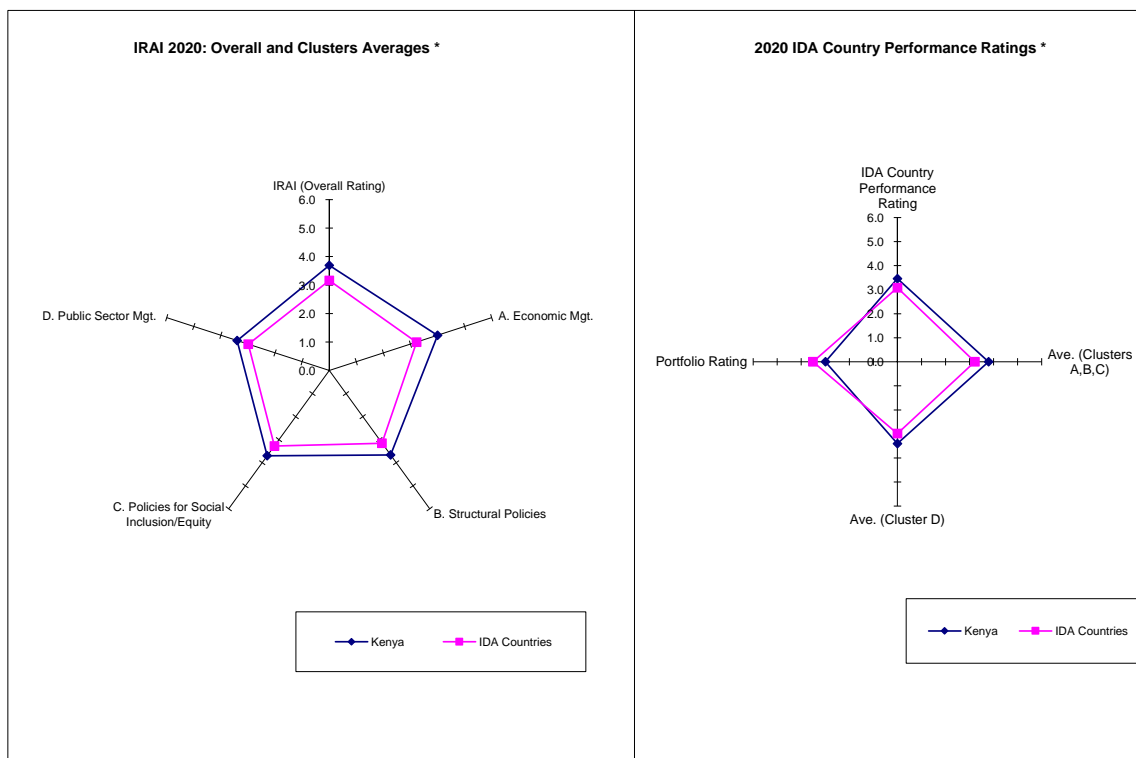 IRAI 2020: Overall and Clusters Averages *
IRAI (Overall Rating)
6.0
5.0
4.0
3.0
2.0
1.0
0.0
A. Economic Mgt.
B. Structural Policies
C. Policies for Social
Inclusion/Equity
D. Public Sector Mgt.
Kenya
IDA Countries
2020 IDA Country Performance Ratings *
IDA Country
Performance
Rating
6.0
5.0
4.0
3.0
2.0
1.0
0.0
Ave. (Clusters
A,B,C)
Ave. (Cluster D)
Portfolio Rating
Kenya
IDA Countries